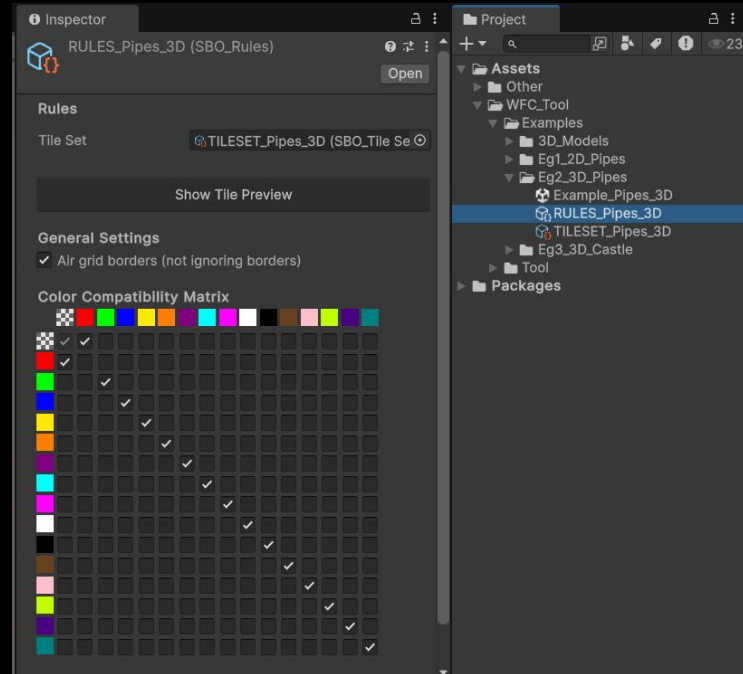 Inspector
RULES_Pipes_3D (SBO_Rules)
Open
Rules
Tile Set
TILESET_Pipes_3D (SBO_Tile Se
Show Tile Preview
General Settings
Air grid borders (not ignoring borders)
Color Compatibility Matrix
Project
23
Assets
Other
WFC_Tool
Examples
3D_Models
Eg1_2D_Pipes
Eg2_3D_Pipes
Example_Pipes_3D
RULES_Pipes_3D
TILESET_Pipes_3D
Eg3_3D_Castle
Tool
Packages